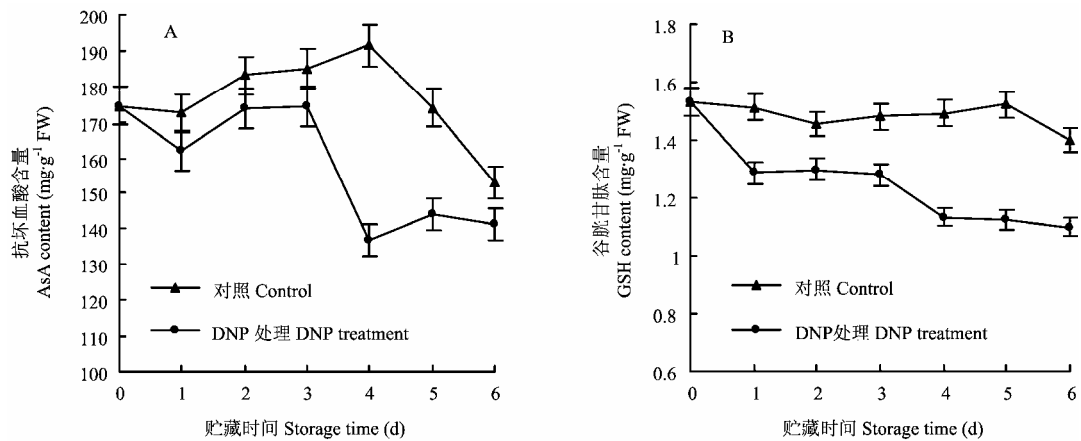 A
抗坏血酸含量
AsA content (mg·g⁻¹ FW)
200
190
180
170
160
150
140
130
120
110
100
对照 Control
DNP 处理 DNP treatment
0 1 2 3 4 5 6
贮藏时间 Storage time (d)
B
谷胱甘肽含量
GSH content (mg·g⁻¹ FW)
1.8
1.6
1.4
1.2
1
0.8
0.6
对照 Control
DNP处理 DNP treatment
0 1 2 3 4 5 6
贮藏时间 Storage time (d)